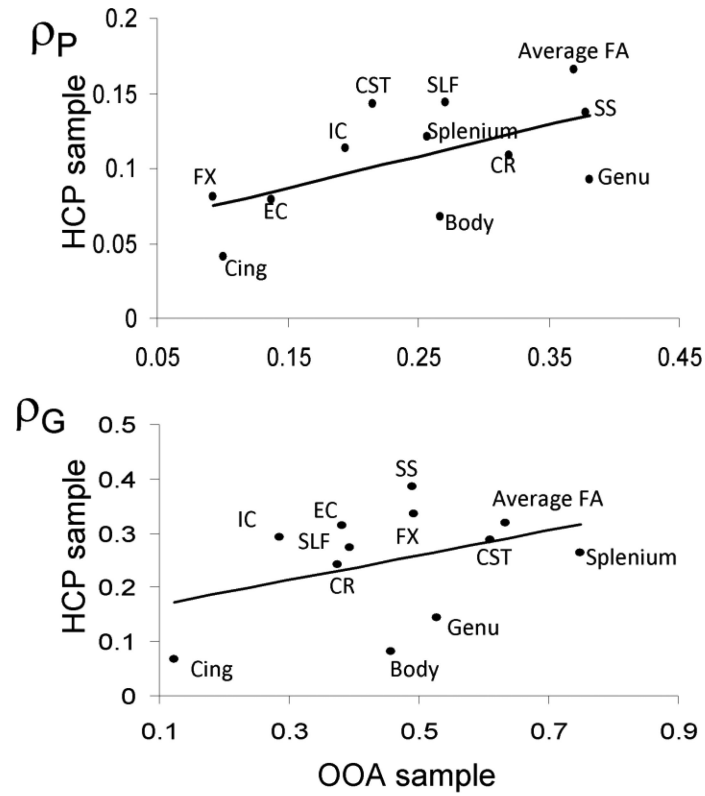 ρP
HCP sample
0.2
0.15
0.1
0.05
0
Average FA
CST
SLF
SS
IC
Splenium
CR
FX
Genu
EC
Body
Cing
0.05 0.15 0.25 0.35 0.45
ρG
HCP sample
0.5
0.4
0.3
0.2
0.1
0
SS
Average FA
IC
EC
FX
SLF
CST
Splenium
CR
Genu
Cing
Body
0.1 0.3 0.5 0.7 0.9
OOA sample